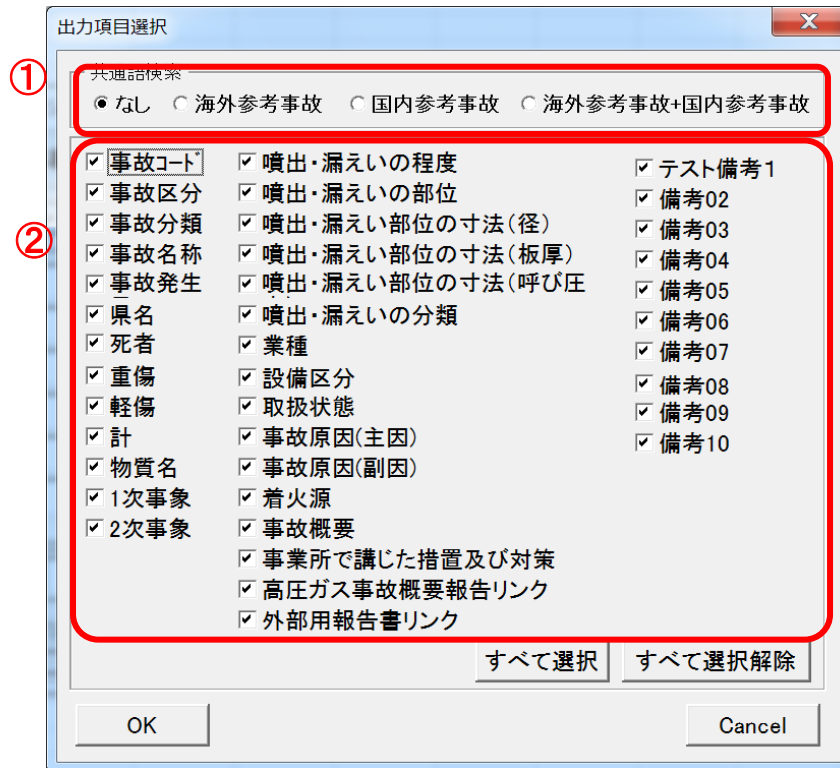 出力項目選択
①
共通語検索
なし 海外参考事故 国内参考事故 海外参考事故+国内参考事故
②
事故コード
事故区分
事故分類
事故名称
事故発生
県名
死者
重傷
軽傷
計
物質名
1次事象
2次事象
噴出・漏えいの程度
噴出・漏えいの部位
噴出・漏えい部位の寸法(径)
噴出・漏えい部位の寸法(板厚)
噴出・漏えい部位の寸法(呼び圧
噴出・漏えいの分類
業種
設備区分
取扱状態
事故原因(主因)
事故原因(副因)
着火源
事故概要
事業所で講じた措置及び対策
高圧ガス事故概要報告リンク
外部用報告書リンク
テスト備考1
備考02
備考03
備考04
備考05
備考06
備考07
備考08
備考09
備考10
すべて選択 すべて選択解除
OK Cancel